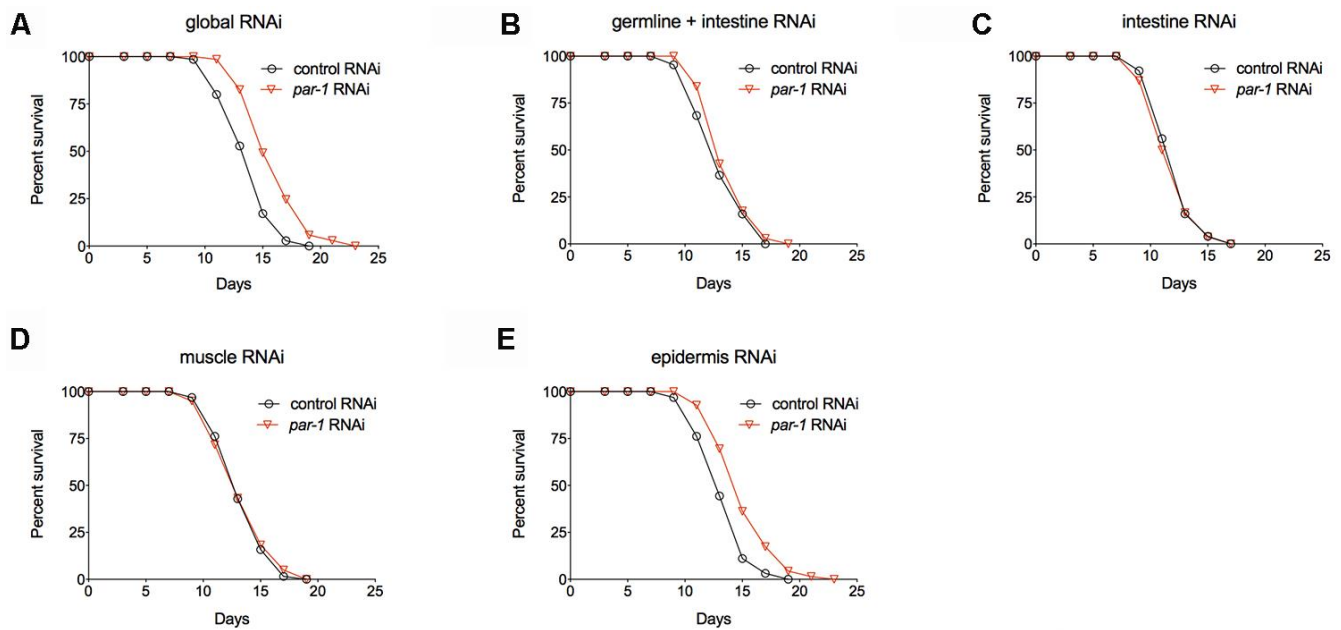 A
global RNAi
100
75
50
25
0
Percent survival
0 5 10 15 20 25
Days
control RNAi
par-1 RNAi
B
germline + intestine RNAi
100
75
50
25
0
Percent survival
0 5 10 15 20 25
Days
control RNAi
par-1 RNAi
C
intestine RNAi
100
75
50
25
0
Percent survival
0 5 10 15 20 25
Days
control RNAi
par-1 RNAi
D
muscle RNAi
100
75
50
25
0
Percent survival
0 5 10 15 20 25
Days
control RNAi
par-1 RNAi
E
epidermis RNAi
100
75
50
25
0
Percent survival
0 5 10 15 20 25
Days
control RNAi
par-1 RNAi